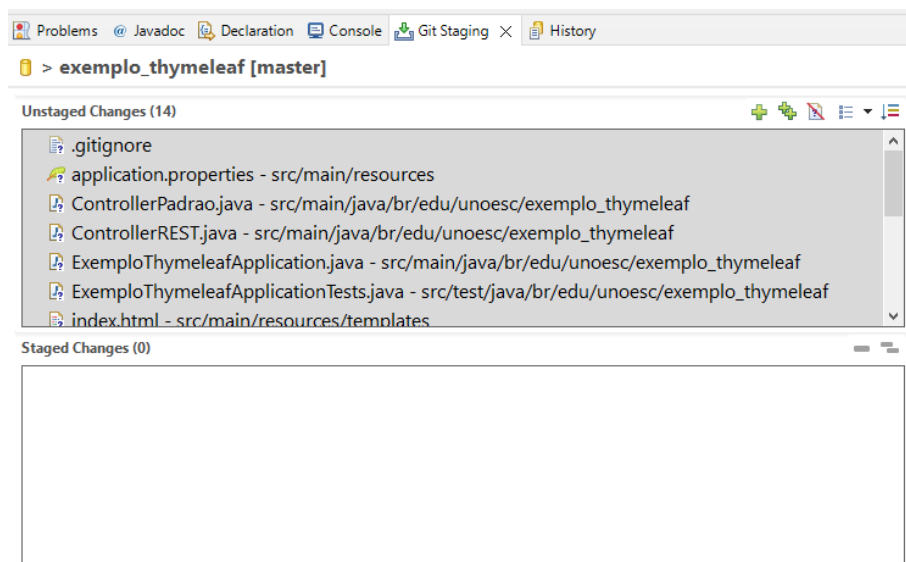 Problems @ Javadoc Declaration Console Git Staging History
> exemplo_thymeleaf [master]
Unstaged Changes (14)
.gitignore
application.properties - src/main/resources
ControllerPadrao.java - src/main/java/br/edu/unoesc/exemplo_thymeleaf
ControllerREST.java - src/main/java/br/edu/unoesc/exemplo_thymeleaf
ExemploThymeleafApplication.java - src/main/java/br/edu/unoesc/exemplo_thymeleaf
ExemploThymeleafApplicationTests.java - src/test/java/br/edu/unoesc/exemplo_thymeleaf
index.html - src/main/resources/templates
Staged Changes (0)